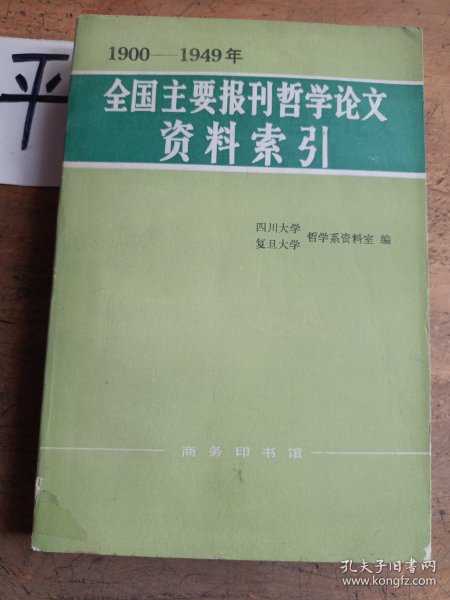 平
1900——1949年
全国主要报刊哲学论文
资料索引
四川大学
复旦大学
哲学系资料室 编
商务印书馆
孔夫子旧书网
www.kongfz.com